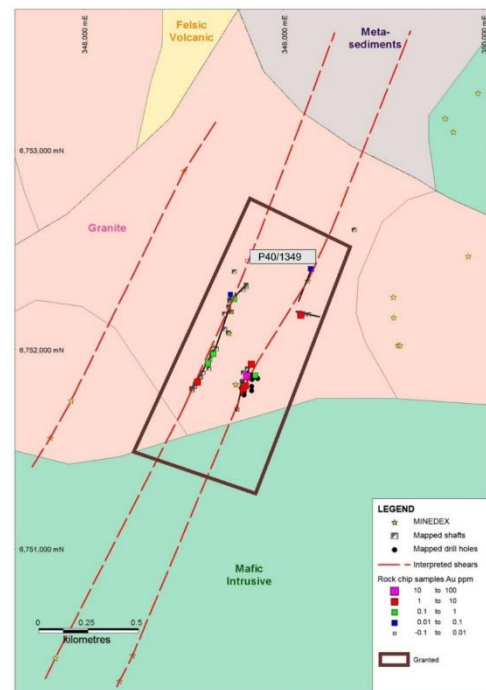 348,000 mE
349,000 mE
350,000 mE
Felsic
Volcanic
Meta-
sediments
6,753,000 mN
Granite
P40/1349
6,752,000 mN
6,751,000 mN
Mafic
Intrusive
0 0.25 0.5
kilometres
LEGEND
MINEDEX
Mapped shafts
Mapped drill holes
Interpreted shears
Rock chip samples Au ppm
10 to 100
1 to 10
0.1 to 1
0.01 to 0.1
-0.1 to 0.01
Granted